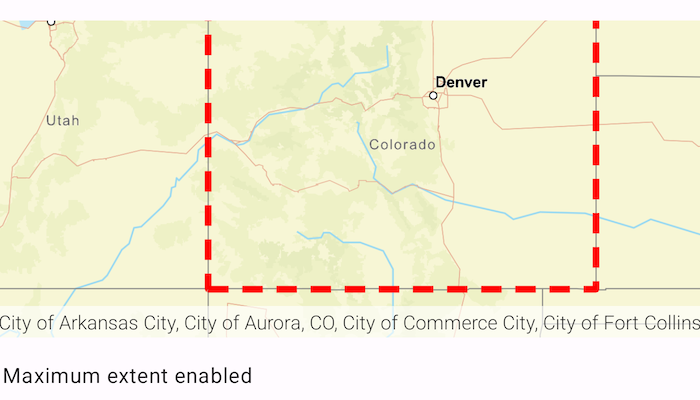 Denver
Utah
Colorado
City of Arkansas City, City of Aurora, CO, City of Commerce City, City of Fort Collins
Maximum extent enabled